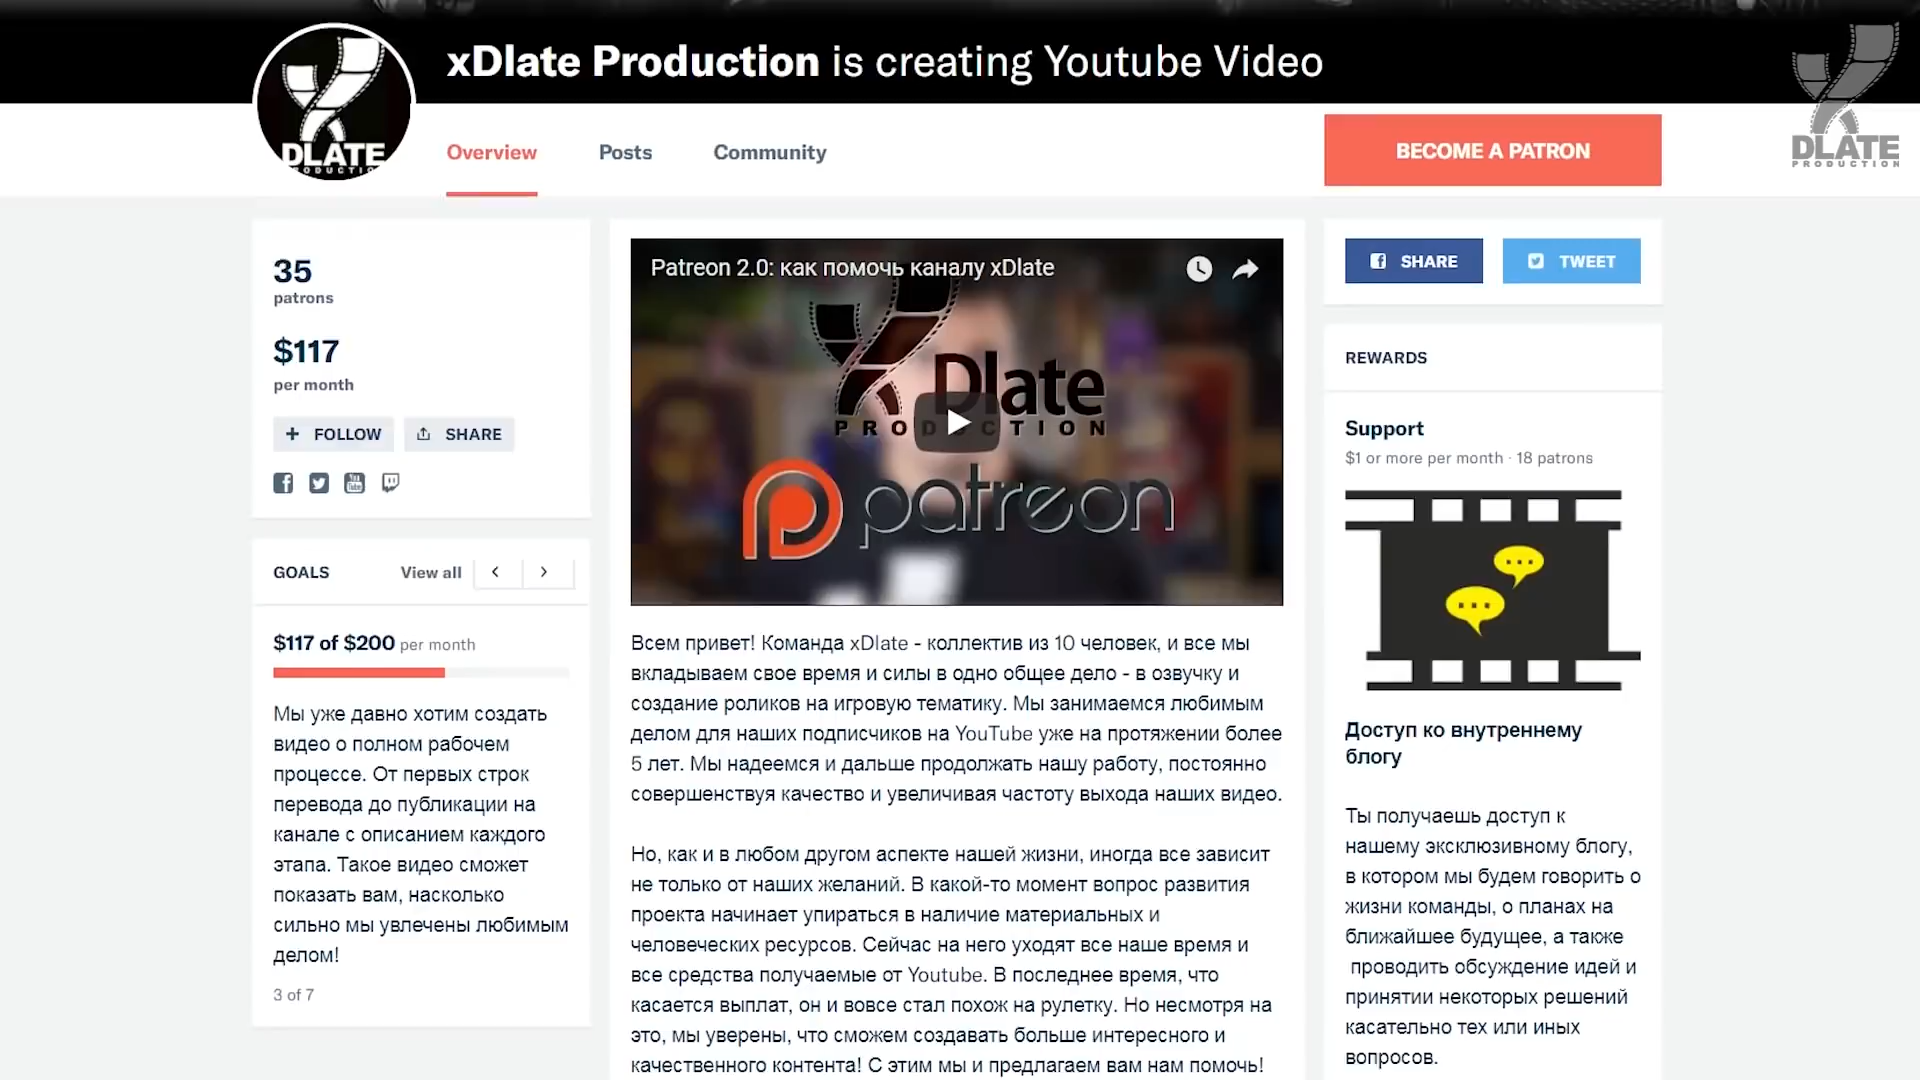 xDlate Production is creating Youtube Video
DLATE
PRODUCTION
DLATE
PRODUCTION
Overview
Posts
Community
BECOME A PATRON
35
patrons
$117
per month
+ FOLLOW
SHARE
GOALS
View all
$117 of $200 per month
Мы уже давно хотим создать
видео о полном рабочем
процессе. От первых строк
перевода до публикации на
канале с описанием каждого
этапа. Такое видео сможет
показать вам, насколько
сильно мы увлечены любимым
делом!
3 of 7
Patreon 2.0: как помочь каналу xDlate
Dlate
PRODUCTION
patreon
Всем привет! Команда xDlate - коллектив из 10 человек, и все мы
вкладываем свое время и силы в одно общее дело - в озвучку и
создание роликов на игровую тематику. Мы занимаемся любимым
делом для наших подписчиков на YouTube уже на протяжении более
5 лет. Мы надеемся и дальше продолжать нашу работу, постоянно
совершенствуя качество и увеличивая частоту выхода наших видео.
Но, как и в любом другом аспекте нашей жизни, иногда все зависит
не только от наших желаний. В какой-то момент вопрос развития
проекта начинает упираться в наличие материальных и
человеческих ресурсов. Сейчас на него уходят все наше время и
все средства получаемые от Youtube. В последнее время, что
касается выплат, он и вовсе стал похож на рулетку. Но несмотря на
это, мы уверены, что сможем создавать больше интересного и
качественного контента! С этим мы и предлагаем вам нам помочь!
SHARE
TWEET
REWARDS
Support
$1 or more per month · 18 patrons
Доступ ко внутреннему
блогу
Ты получаешь доступ к
нашему эксклюзивному блогу,
в котором мы будем говорить о
жизни команды, о планах на
ближайшее будущее, а также
проводить обсуждение идей и
принятии некоторых решений
касательно тех или иных
вопросов.